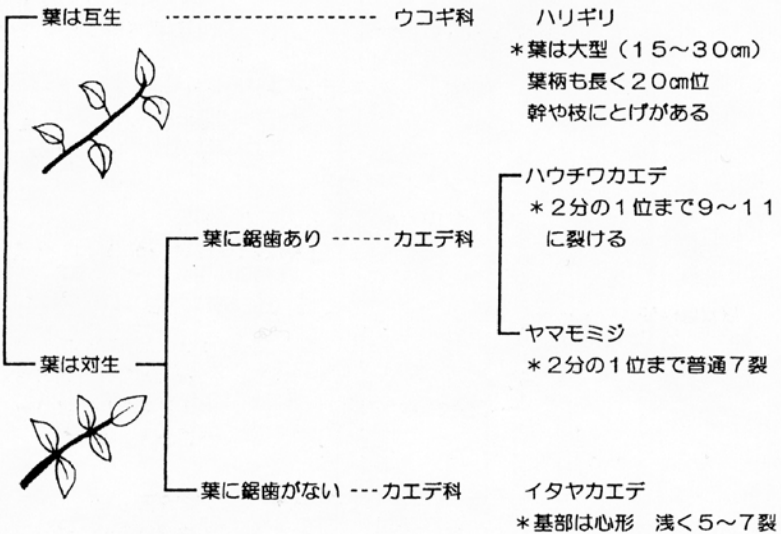 葉は互生 ---------------- ウコギ科 ハリギリ
＊葉は大型（１５～３０㎝）
葉柄も長く２０㎝位
幹や枝にとげがある
ハウチワカエデ
＊２分の１位まで９～１１
に裂ける
葉に鋸歯あり ------ カエデ科
ヤマモミジ
＊２分の１位まで普通７裂
葉は対生
葉に鋸歯がない --- カエデ科 イタヤカエデ
＊基部は心形 浅く５～７裂